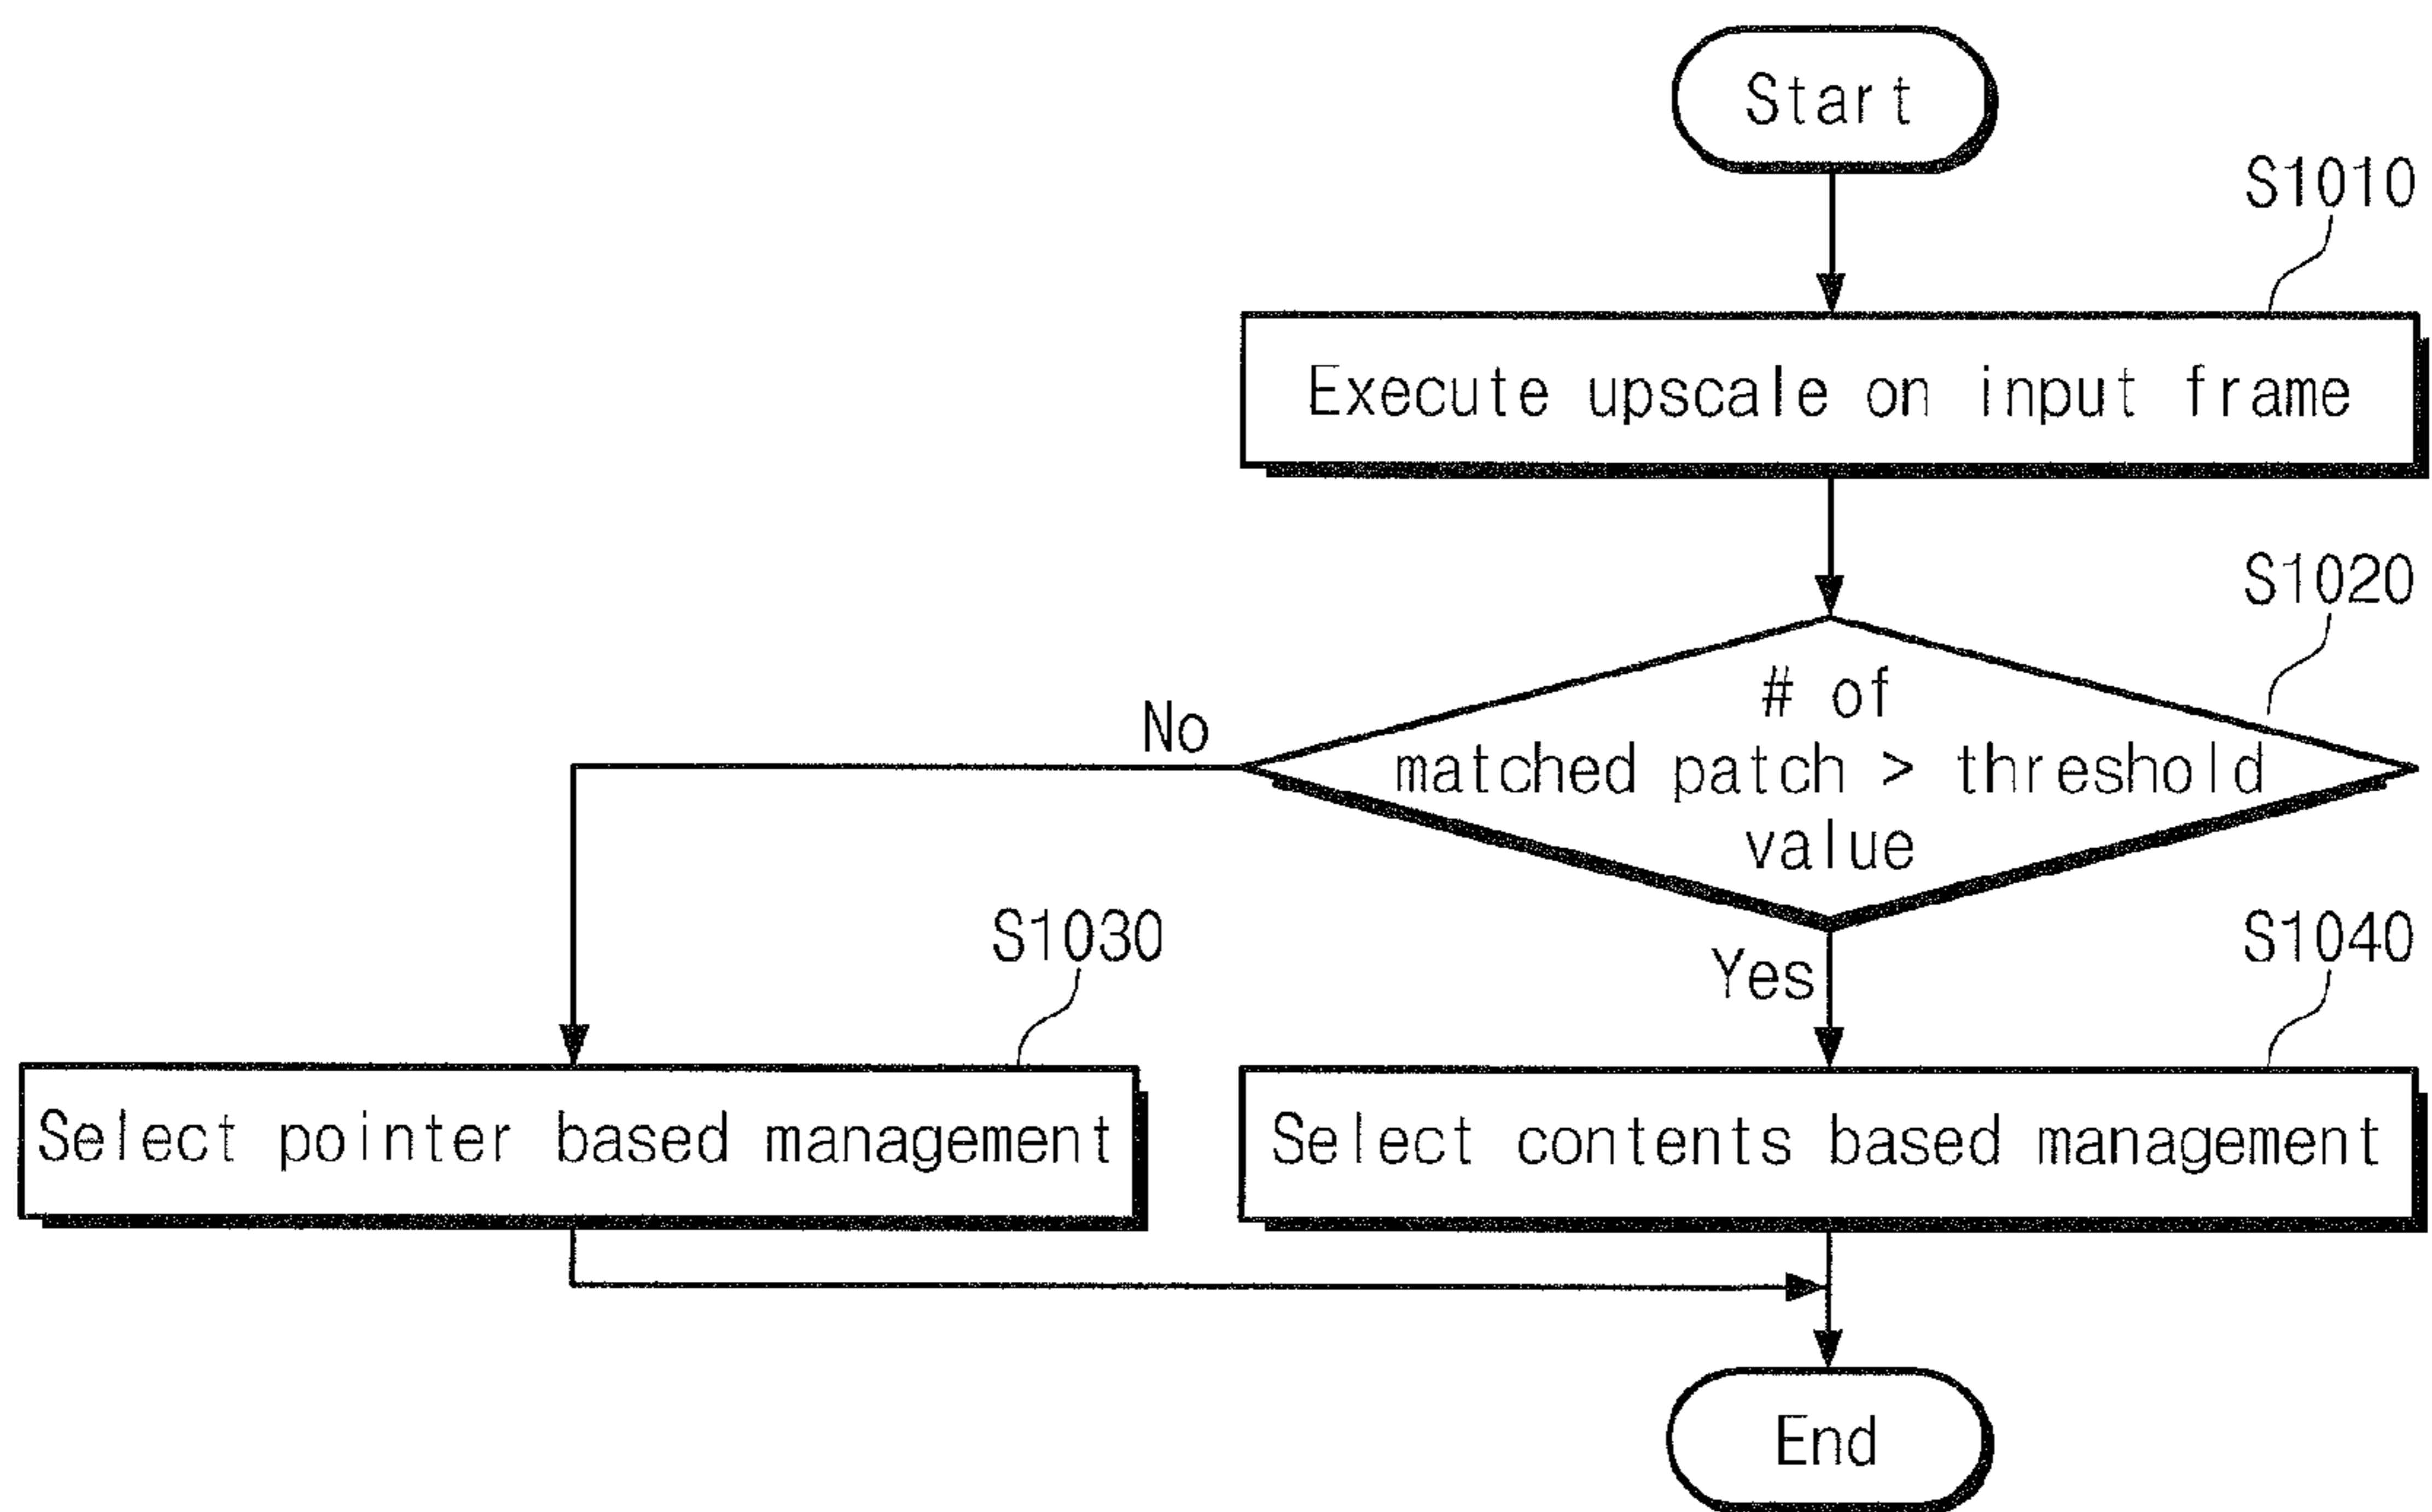 Start
S1010
Execute upscale on input frame
S1020
# of
matched patch > threshold
value
No
Yes
S1030
Select pointer based management
S1040
Select contents based management
End